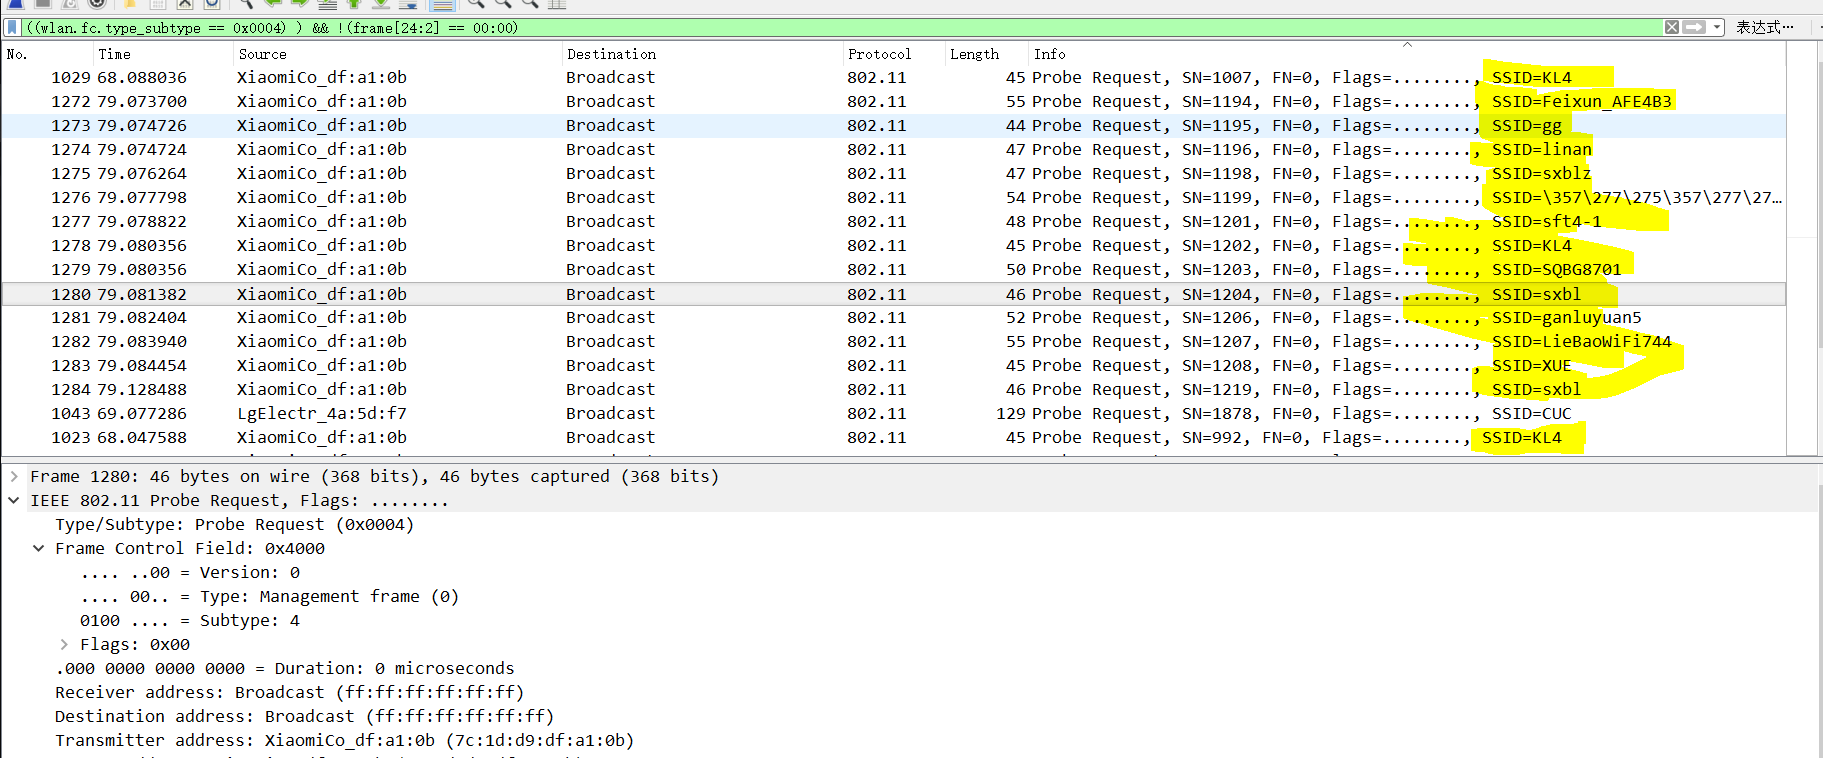 ((wlan.fc.type_subtype == 0x0004) ) && !(frame[24:2] == 00:00) 表达式…
No. Time Source Destination Protocol Length Info
1029 68.088036 XiaomiCo_df:a1:0b Broadcast 802.11 45 Probe Request, SN=1007, FN=0, Flags=........, SSID=KL4
1272 79.073700 XiaomiCo_df:a1:0b Broadcast 802.11 55 Probe Request, SN=1194, FN=0, Flags=........, SSID=Feixun_AFE4B3
1273 79.074726 XiaomiCo_df:a1:0b Broadcast 802.11 44 Probe Request, SN=1195, FN=0, Flags=........, SSID=gg
1274 79.074724 XiaomiCo_df:a1:0b Broadcast 802.11 47 Probe Request, SN=1196, FN=0, Flags=........, SSID=linan
1275 79.076264 XiaomiCo_df:a1:0b Broadcast 802.11 47 Probe Request, SN=1198, FN=0, Flags=........, SSID=sxblz
1276 79.077798 XiaomiCo_df:a1:0b Broadcast 802.11 54 Probe Request, SN=1199, FN=0, Flags=........, SSID=\357\277\275\357\277\27…
1277 79.078822 XiaomiCo_df:a1:0b Broadcast 802.11 48 Probe Request, SN=1201, FN=0, Flags=........, SSID=sft4-1
1278 79.080356 XiaomiCo_df:a1:0b Broadcast 802.11 45 Probe Request, SN=1202, FN=0, Flags=........, SSID=KL4
1279 79.080356 XiaomiCo_df:a1:0b Broadcast 802.11 50 Probe Request, SN=1203, FN=0, Flags=........, SSID=SQBG8701
1280 79.081382 XiaomiCo_df:a1:0b Broadcast 802.11 46 Probe Request, SN=1204, FN=0, Flags=........, SSID=sxbl
1281 79.082404 XiaomiCo_df:a1:0b Broadcast 802.11 52 Probe Request, SN=1206, FN=0, Flags=........, SSID=ganluyuan5
1282 79.083940 XiaomiCo_df:a1:0b Broadcast 802.11 55 Probe Request, SN=1207, FN=0, Flags=........, SSID=LieBaoWiFi744
1283 79.084454 XiaomiCo_df:a1:0b Broadcast 802.11 45 Probe Request, SN=1208, FN=0, Flags=........, SSID=XUE
1284 79.128488 XiaomiCo_df:a1:0b Broadcast 802.11 46 Probe Request, SN=1219, FN=0, Flags=........, SSID=sxbl
1043 69.077286 LgElectr_4a:5d:f7 Broadcast 802.11 129 Probe Request, SN=1878, FN=0, Flags=........, SSID=CUC
1023 68.047588 XiaomiCo_df:a1:0b Broadcast 802.11 45 Probe Request, SN=992, FN=0, Flags=........, SSID=KL4
Frame 1280: 46 bytes on wire (368 bits), 46 bytes captured (368 bits)
IEEE 802.11 Probe Request, Flags: ........
Type/Subtype: Probe Request (0x0004)
Frame Control Field: 0x4000
.... ..00 = Version: 0
.... 00.. = Type: Management frame (0)
0100 .... = Subtype: 4
Flags: 0x00
.000 0000 0000 0000 = Duration: 0 microseconds
Receiver address: Broadcast (ff:ff:ff:ff:ff:ff)
Destination address: Broadcast (ff:ff:ff:ff:ff:ff)
Transmitter address: XiaomiCo_df:a1:0b (7c:1d:d9:df:a1:0b)